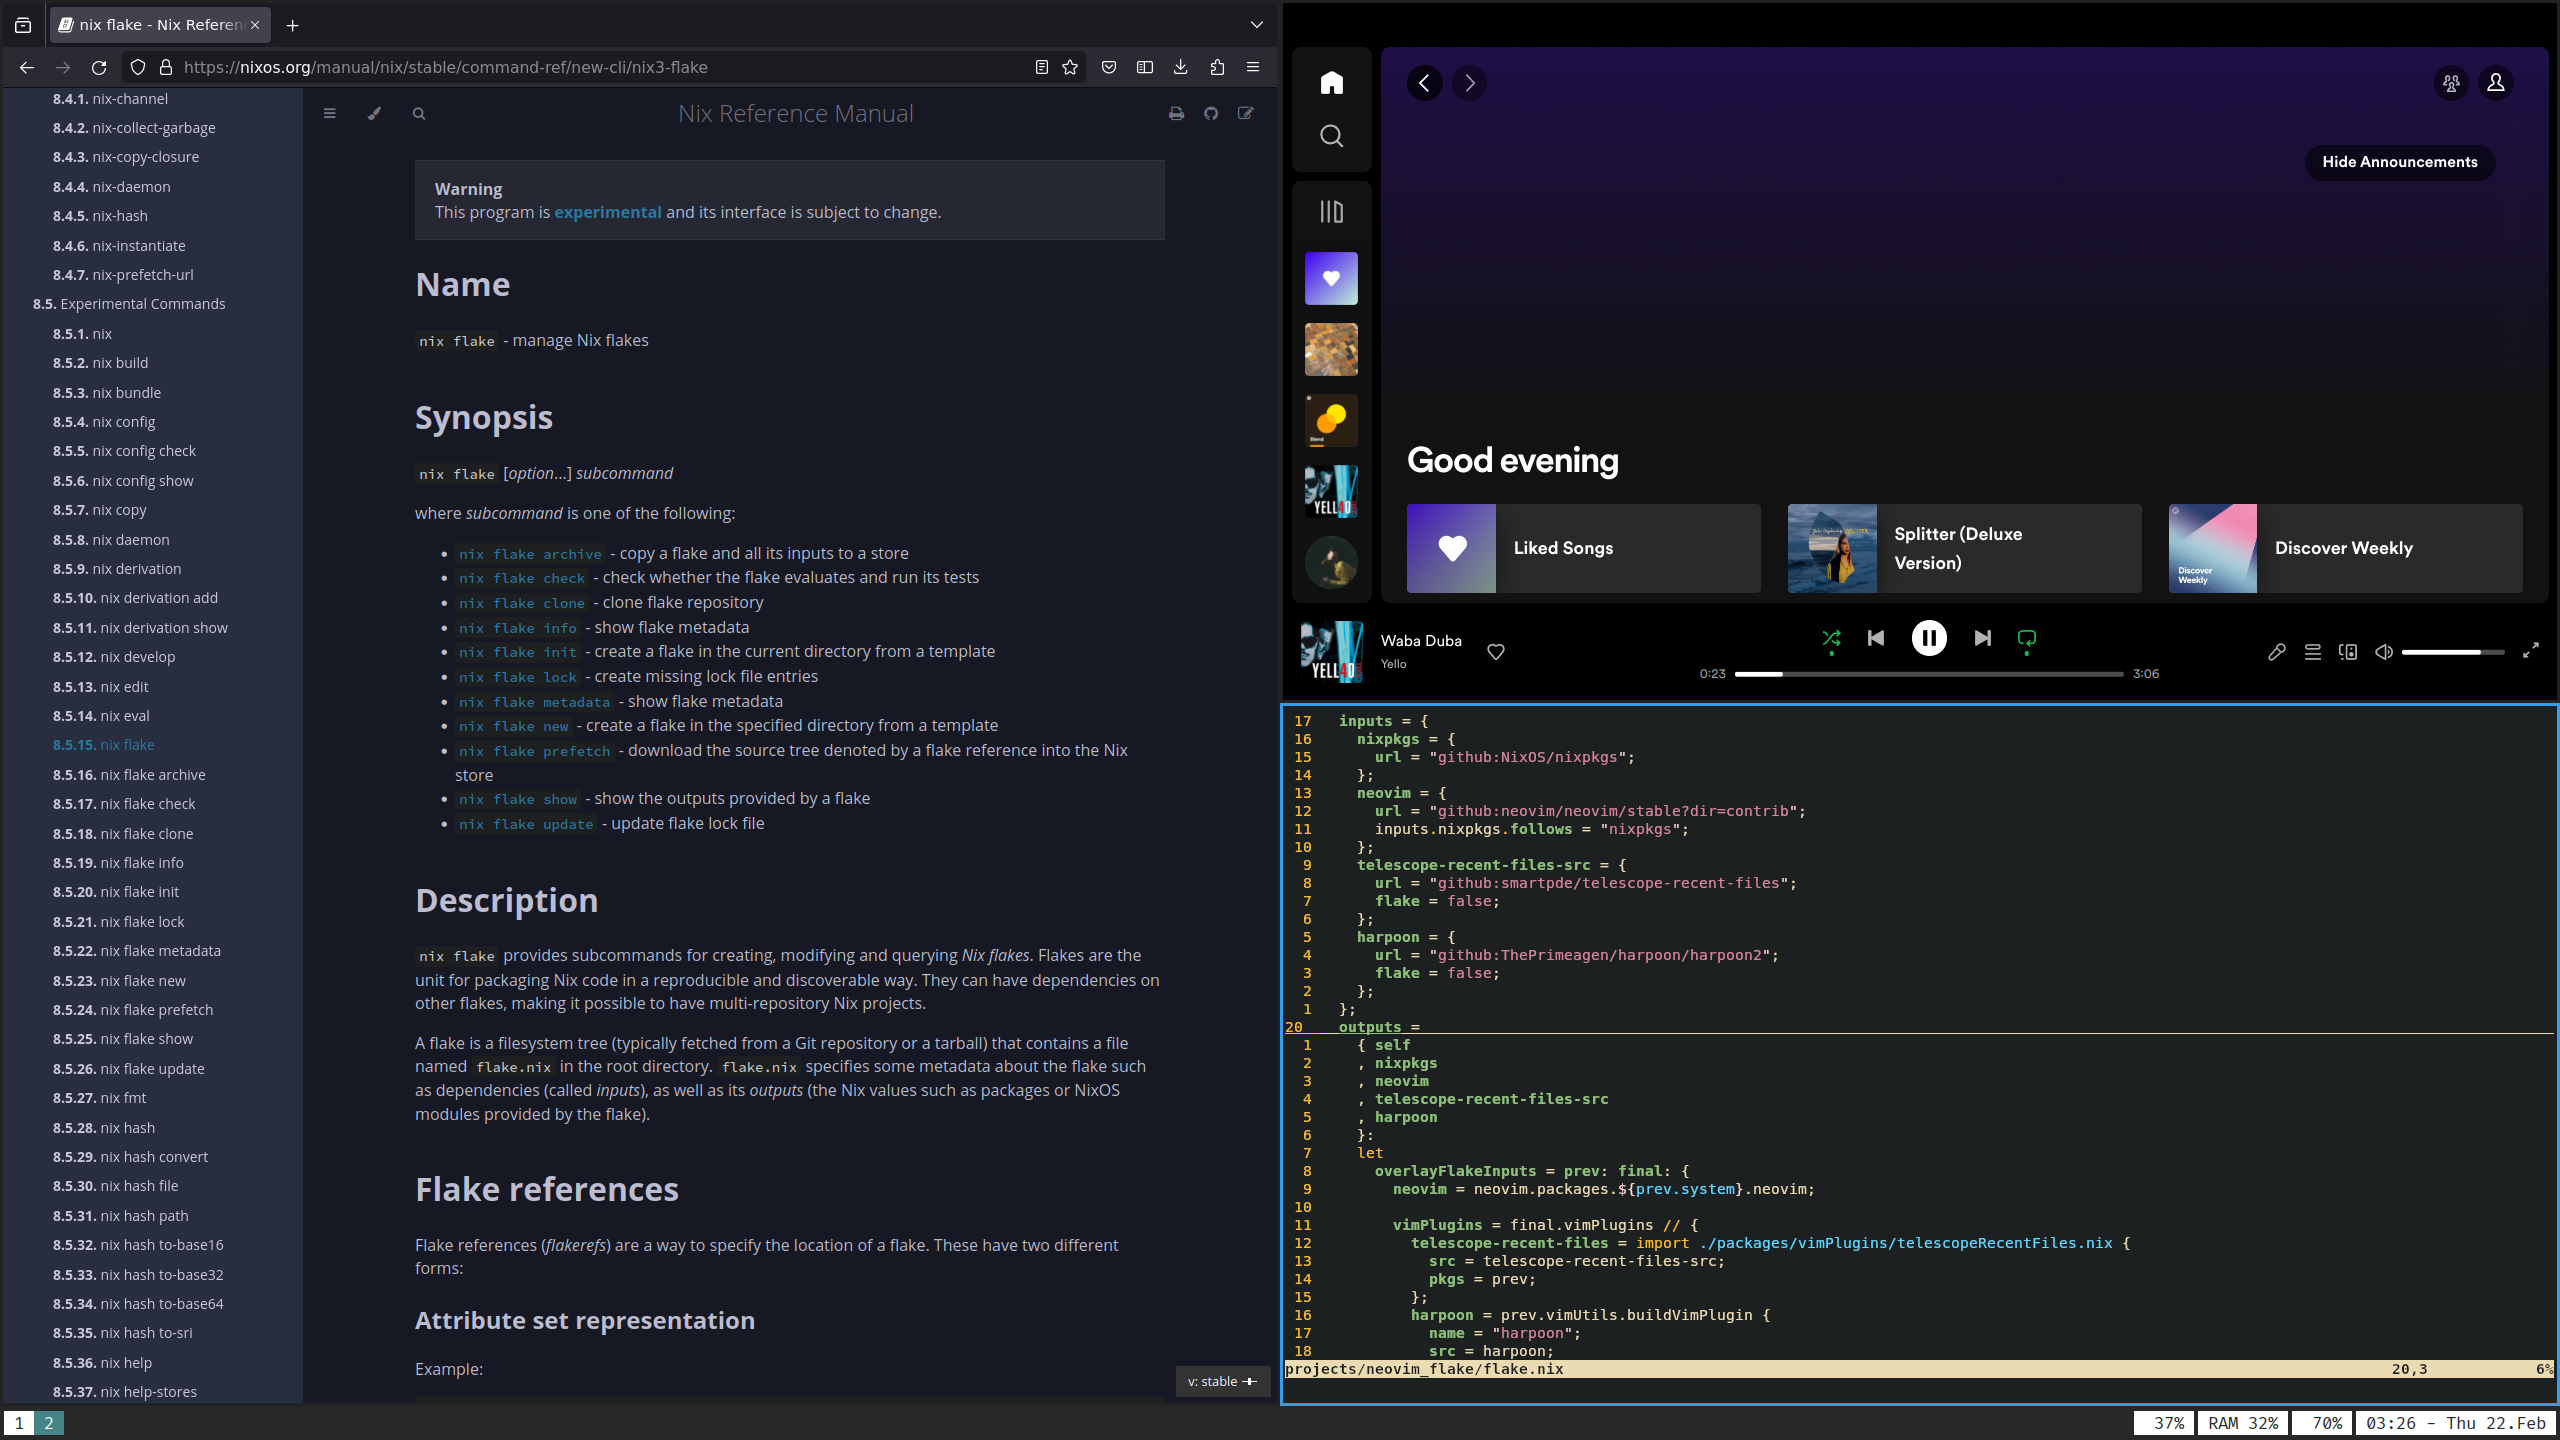 nix flake - Nix Referen
https://nixos.org/manual/nix/stable/command-ref/new-cli/nix3-flake
8.4.1. nix-channel
8.4.2. nix-collect-garbage
8.4.3. nix-copy-closure
8.4.4. nix-daemon
8.4.5. nix-hash
8.4.6. nix-instantiate
8.4.7. nix-prefetch-url
8.5. Experimental Commands
8.5.1. nix
8.5.2. nix build
8.5.3. nix bundle
8.5.4. nix config
8.5.5. nix config check
8.5.6. nix config show
8.5.7. nix copy
8.5.8. nix daemon
8.5.9. nix derivation
8.5.10. nix derivation add
8.5.11. nix derivation show
8.5.12. nix develop
8.5.13. nix edit
8.5.14. nix eval
8.5.15. nix flake
8.5.16. nix flake archive
8.5.17. nix flake check
8.5.18. nix flake clone
8.5.19. nix flake info
8.5.20. nix flake init
8.5.21. nix flake lock
8.5.22. nix flake metadata
8.5.23. nix flake new
8.5.24. nix flake prefetch
8.5.25. nix flake show
8.5.26. nix flake update
8.5.27. nix fmt
8.5.28. nix hash
8.5.29. nix hash convert
8.5.30. nix hash file
8.5.31. nix hash path
8.5.32. nix hash to-base16
8.5.33. nix hash to-base32
8.5.34. nix hash to-base64
8.5.35. nix hash to-sri
8.5.36. nix help
8.5.37. nix help-stores
Nix Reference Manual
Warning
This program is experimental and its interface is subject to change.
Name
nix flake - manage Nix flakes
Synopsis
nix flake [option...] subcommand
where subcommand is one of the following:
• nix flake archive - copy a flake and all its inputs to a store
• nix flake check - check whether the flake evaluates and run its tests
• nix flake clone - clone flake repository
• nix flake info - show flake metadata
• nix flake init - create a flake in the current directory from a template
• nix flake lock - create missing lock file entries
• nix flake metadata - show flake metadata
• nix flake new - create a flake in the specified directory from a template
• nix flake prefetch - download the source tree denoted by a flake reference into the Nix
store
• nix flake show - show the outputs provided by a flake
• nix flake update - update flake lock file
Description
nix flake provides subcommands for creating, modifying and querying Nix flakes. Flakes are the
unit for packaging Nix code in a reproducible and discoverable way. They can have dependencies on
other flakes, making it possible to have multi-repository Nix projects.
A flake is a filesystem tree (typically fetched from a Git repository or a tarball) that contains a file
named flake.nix in the root directory. flake.nix specifies some metadata about the flake such
as dependencies (called inputs), as well as its outputs (the Nix values such as packages or NixOS
modules provided by the flake).
Flake references
Flake references (flakerefs) are a way to specify the location of a flake. These have two different
forms:
Attribute set representation
Example:
v: stable
Hide Announcements
Blend
YELL40
Good evening
Liked Songs
Splitter (Deluxe
Version)
Discover
Weekly
Discover Weekly
YELL40
Waba Duba
Yello
0:23
3:06
17 inputs = {
16 nixpkgs = {
15 url = "github:NixOS/nixpkgs";
14 };
13 neovim = {
12 url = "github:neovim/neovim/stable?dir=contrib";
11 inputs.nixpkgs.follows = "nixpkgs";
10 };
9 telescope-recent-files-src = {
8 url = "github:smartpde/telescope-recent-files";
7 flake = false;
6 };
5 harpoon = {
4 url = "github:ThePrimeagen/harpoon/harpoon2";
3 flake = false;
2 };
1 };
20 outputs =
1 { self
2 , nixpkgs
3 , neovim
4 , telescope-recent-files-src
5 , harpoon
6 }:
7 let
8 overlayFlakeInputs = prev: final: {
9 neovim = neovim.packages.${prev.system}.neovim;
10
11 vimPlugins = final.vimPlugins // {
12 telescope-recent-files = import ./packages/vimPlugins/telescopeRecentFiles.nix {
13 src = telescope-recent-files-src;
14 pkgs = prev;
15 };
16 harpoon = prev.vimUtils.buildVimPlugin {
17 name = "harpoon";
18 src = harpoon;
projects/neovim_flake/flake.nix 20,3 6%
1 2
37% RAM 32% 70% 03:26 - Thu 22.Feb